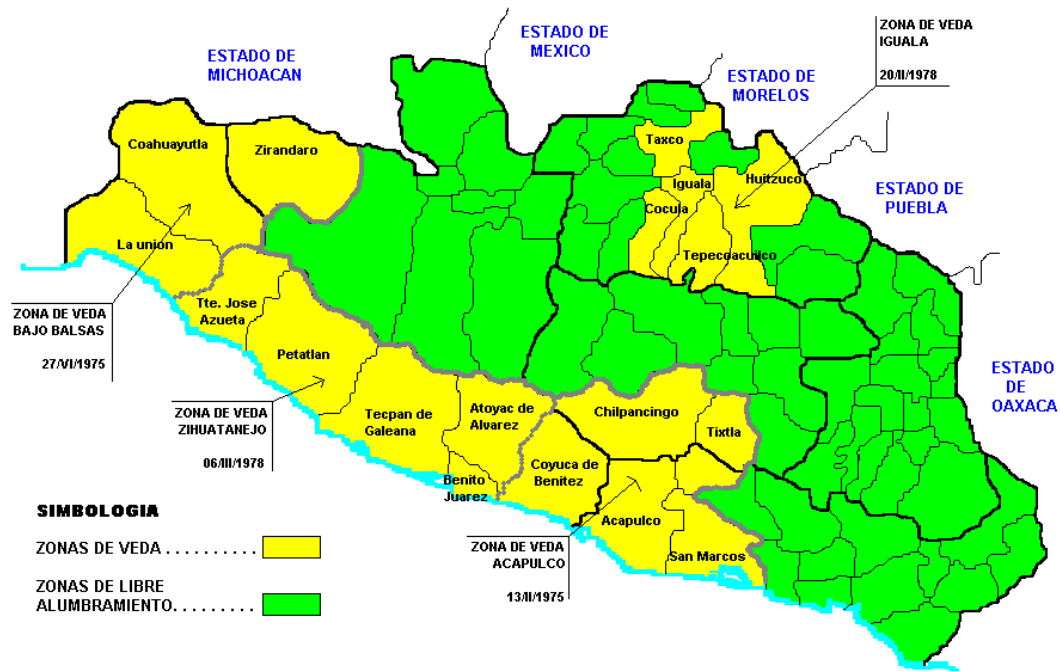 ESTADO DE
MICHOACAN
ESTADO DE
MEXICO
ESTADO DE
MORELOS
ZONA DE VEDA
IGUALA
20/II/1978
ESTADO DE
PUEBLA
ESTADO
DE
OAXACA
Coahuayutla
Zirandaro
La unión
Taxco
Iguala
Huitzuco
Cocula
Tepecoacuilco
Tte. Jose
Azueta
Petatlan
Tecpan de
Galeana
Atoyac de
Alvarez
Benito
Juarez
Chilpancingo
Tixtla
Coyuca de
Benitez
Acapulco
San Marcos
ZONA DE VEDA
BAJO BALSAS
27/VI/1975
ZONA DE VEDA
ZIHUATANEJO
06/III/1978
ZONA DE VEDA
ACAPULCO
13/II/1975
SIMBOLOGIA
ZONAS DE VEDA . . . . . . . . . .
ZONAS DE LIBRE
ALUMBRAMIENTO. . . . . . . . .